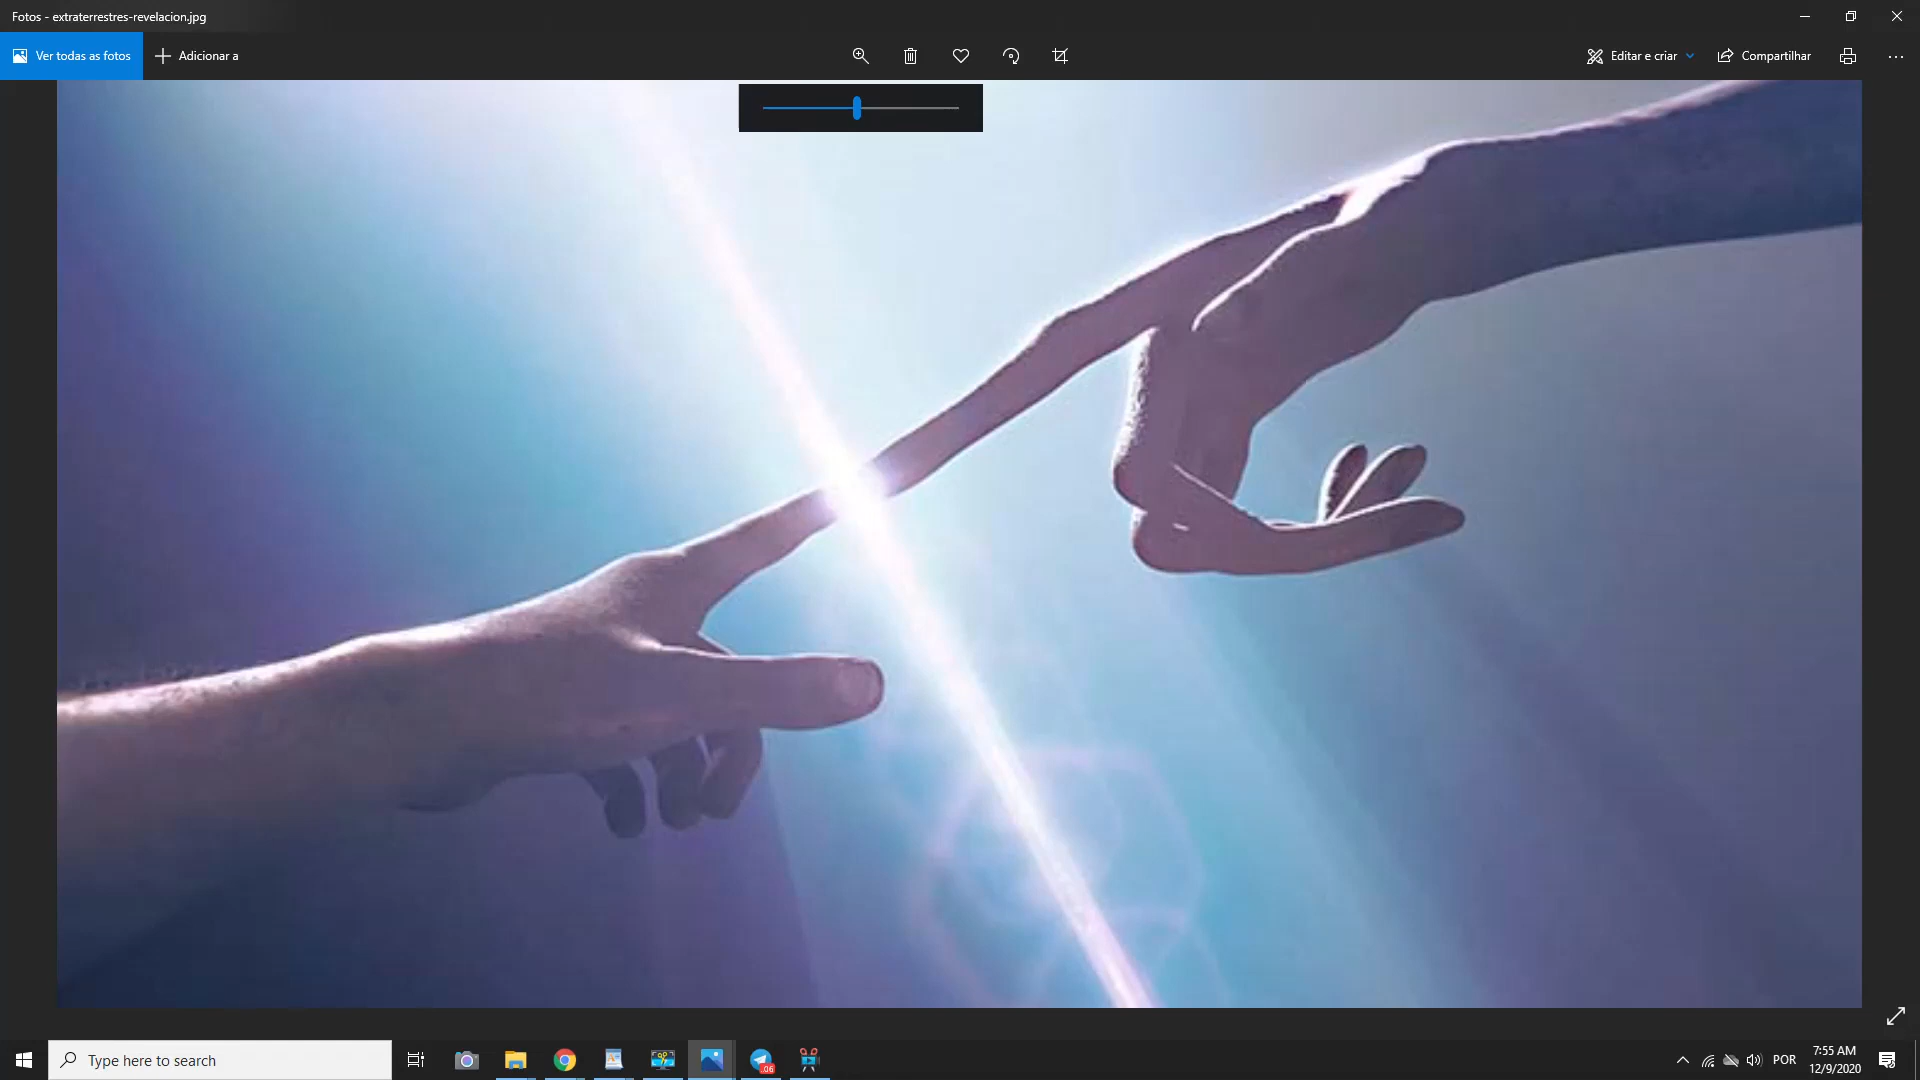 Fotos - extraterrestres-revelacion.jpg
Ver todas as fotos
Adicionar a
Editar e criar
Compartilhar
Type here to search
.06
POR
7:55 AM
12/9/2020